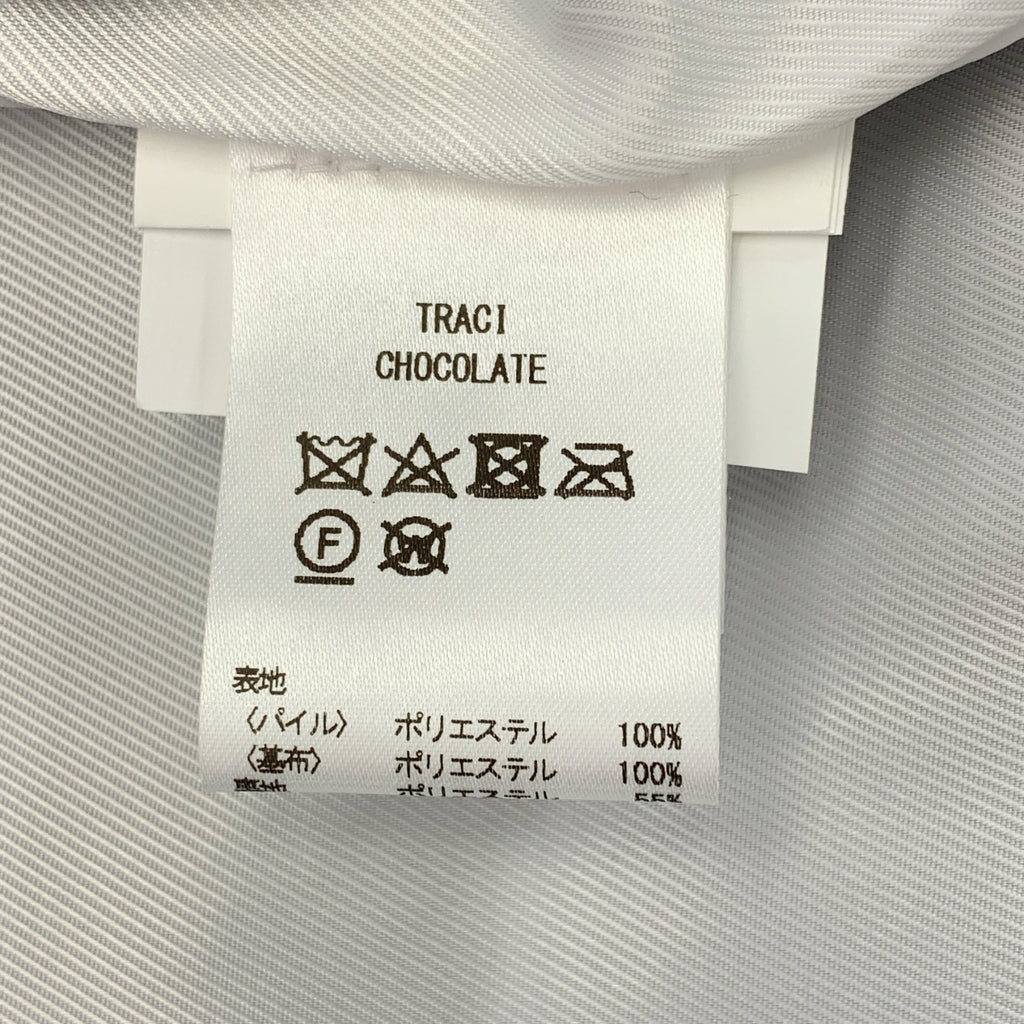 TRACI
CHOCOLATE
F
W
表地
〈パイル〉 ポリエステル 100%
〈基布〉 ポリエステル 100%